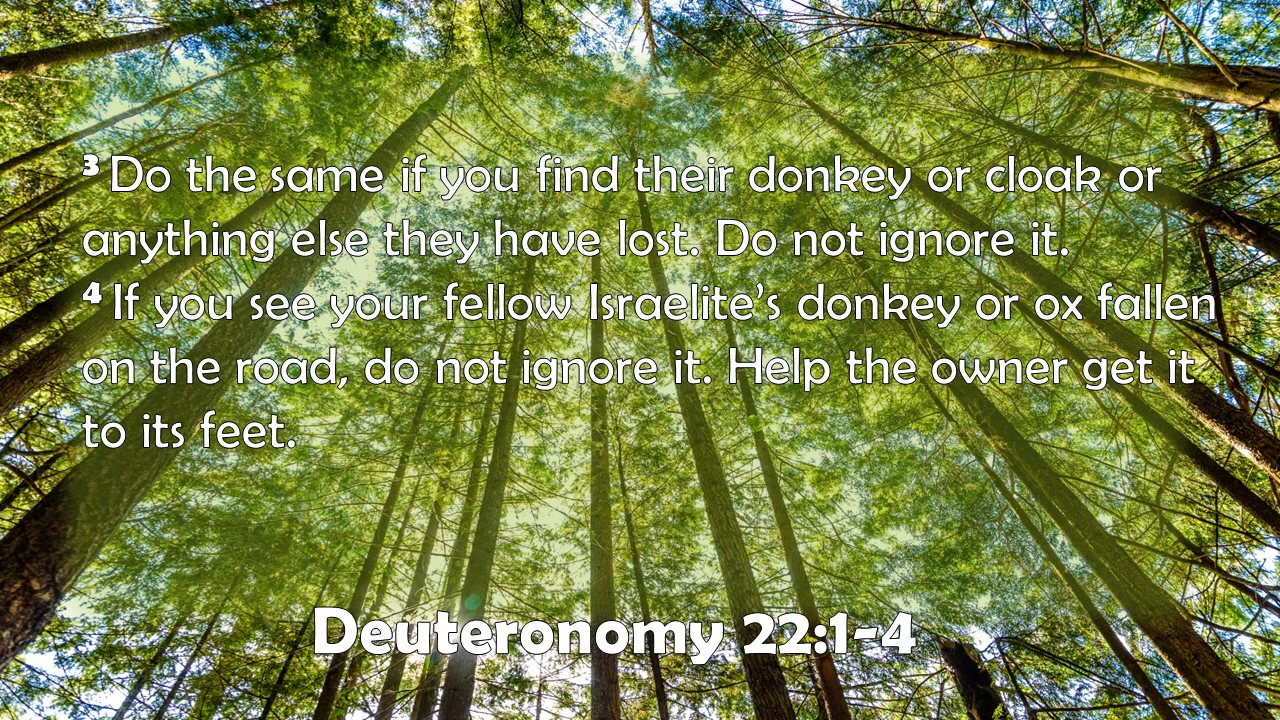 ³ Do the same if you find their donkey or cloak or
anything else they have lost. Do not ignore it.
⁴ If you see your fellow Israelite’s donkey or ox fallen
on the road, do not ignore it. Help the owner get it
to its feet.
Deuteronomy 22:1-4